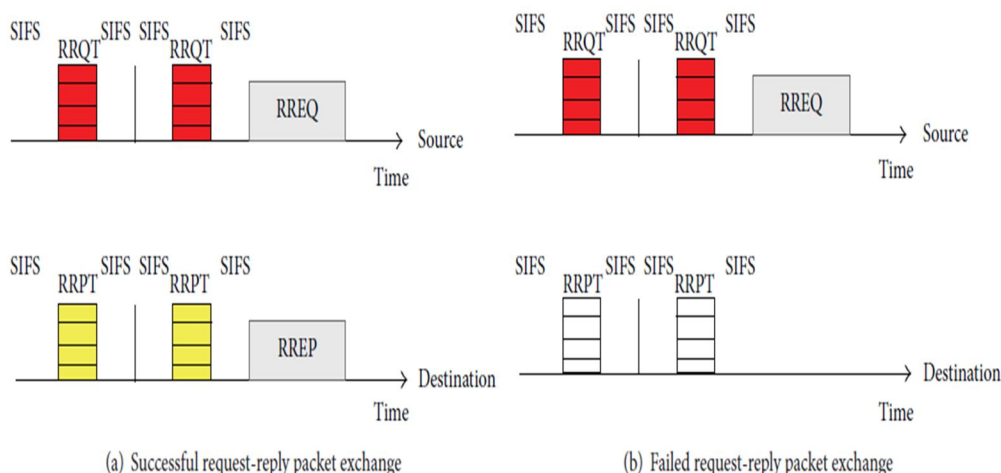 SIFS SIFS SIFS SIFS
RRQT RRQT
RREQ
Source
Time
SIFS SIFS SIFS SIFS
RRPT RRPT
RREP
Destination
Time
(a) Successful request-reply packet exchange
SIFS SIFS SIFS SIFS
RRQT RRQT
RREQ
Source
Time
SIFS SIFS SIFS SIFS
RRPT RRPT
Destination
Time
(b) Failed request-reply packet exchange